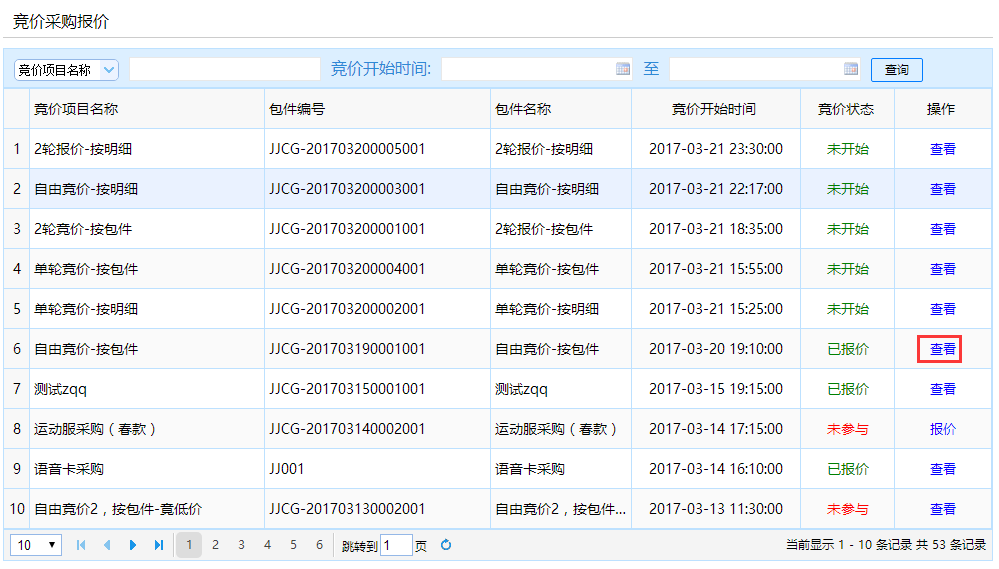 竞价采购报价
竞价项目名称 竞价开始时间: 至 查询
竞价项目名称 包件编号 包件名称 竞价开始时间 竞价状态 操作
1 2轮报价-按明细 JJCG-201703200005001 2轮报价-按明细 2017-03-21 23:30:00 未开始 查看
2 自由竞价-按明细 JJCG-201703200003001 自由竞价-按明细 2017-03-21 22:17:00 未开始 查看
3 2轮竞价-按包件 JJCG-201703200001001 2轮报价-按包件 2017-03-21 18:35:00 未开始 查看
4 单轮竞价-按包件 JJCG-201703200004001 单轮竞价-按包件 2017-03-21 15:55:00 未开始 查看
5 单轮竞价-按明细 JJCG-201703200002001 单轮竞价-按明细 2017-03-21 15:25:00 未开始 查看
6 自由竞价-按包件 JJCG-201703190001001 自由竞价-按包件 2017-03-20 19:10:00 已报价 查看
7 测试zqq JJCG-201703150001001 测试zqq 2017-03-15 19:15:00 已报价 查看
8 运动服采购（春款） JJCG-201703140002001 运动服采购（春款） 2017-03-14 17:15:00 未参与 报价
9 语音卡采购 JJ001 语音卡采购 2017-03-14 16:10:00 已报价 查看
10 自由竞价2，按包件-竟低价 JJCG-201703130002001 自由竞价2，按包件... 2017-03-13 11:30:00 未参与 查看
10 1 2 3 4 5 6 跳转到 1 页 当前显示 1 - 10 条记录 共 53 条记录